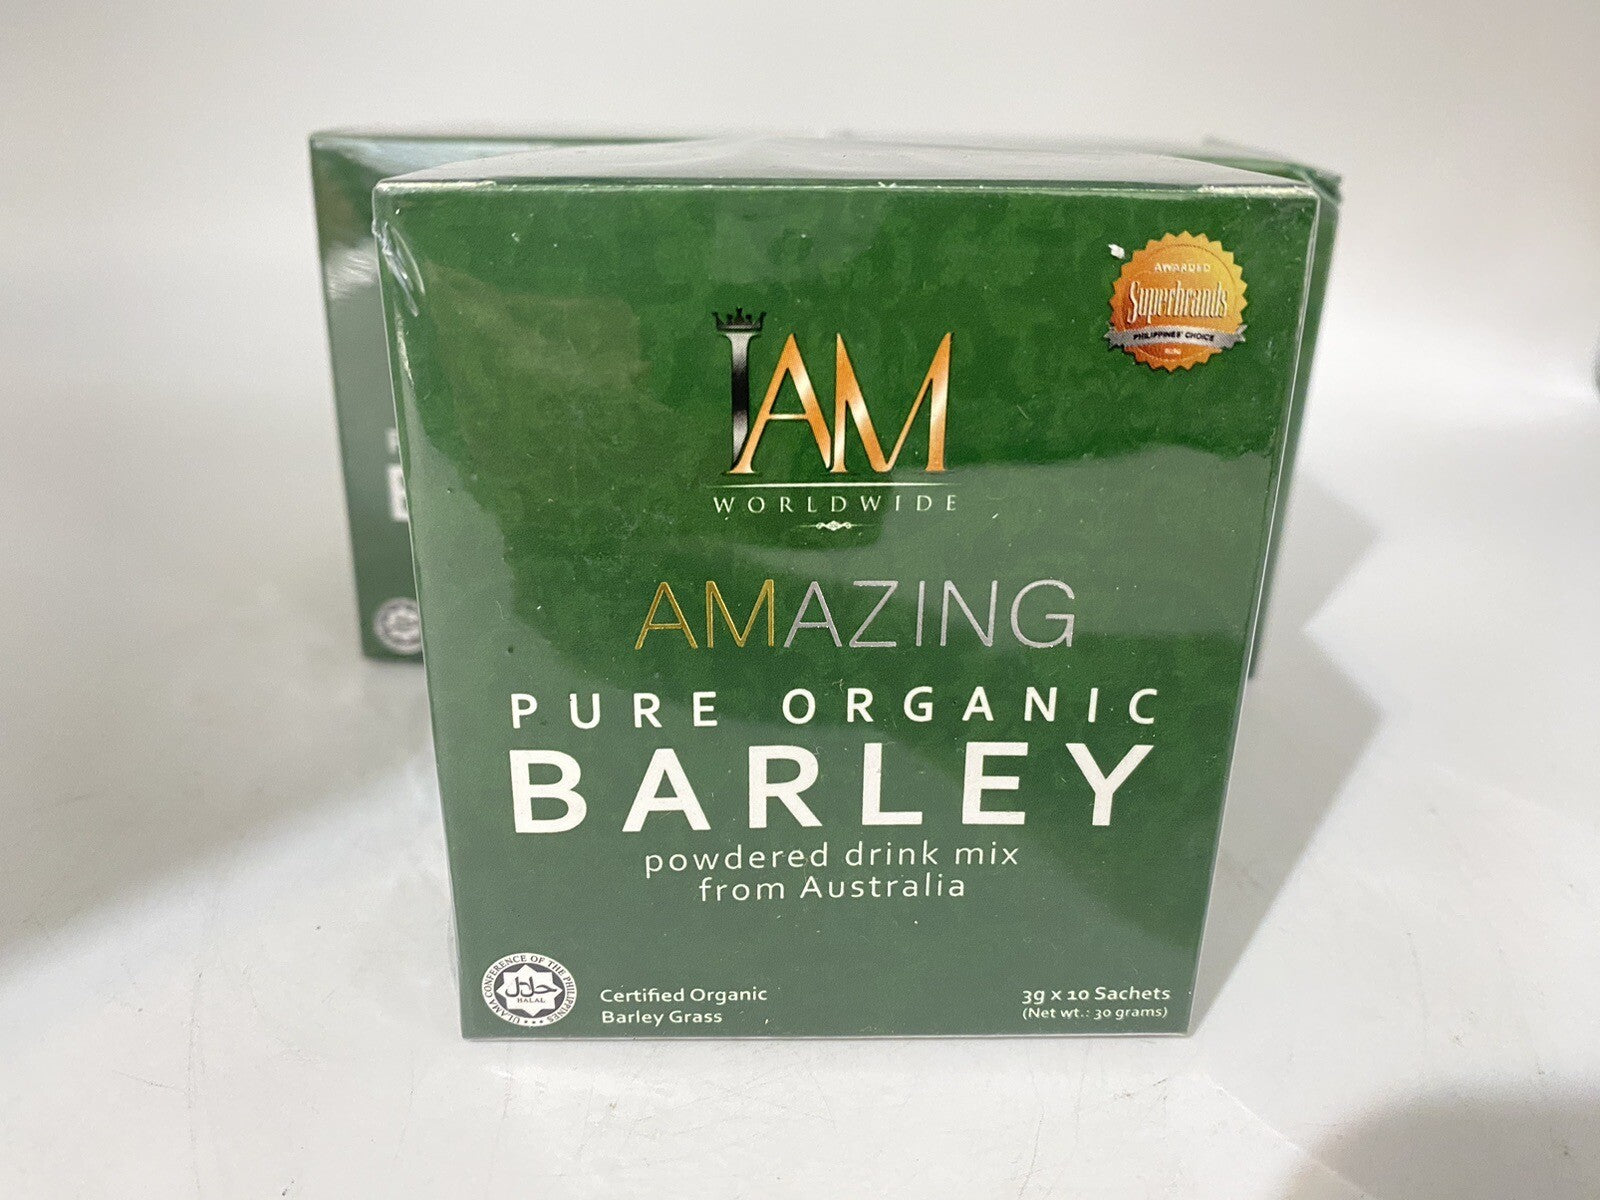 AWARDED
Superbrands
PHILIPPINES' CHOICE
IAM
WORLDWIDE
AMAZING
PURE ORGANIC
BARLEY
powdered drink mix
from Australia
ULAMA CONFERENCE OF THE PHILIPPINES
حلال
HALAL
Certified Organic
Barley Grass
3g x 10 Sachets
(Net wt.: 30 grams)